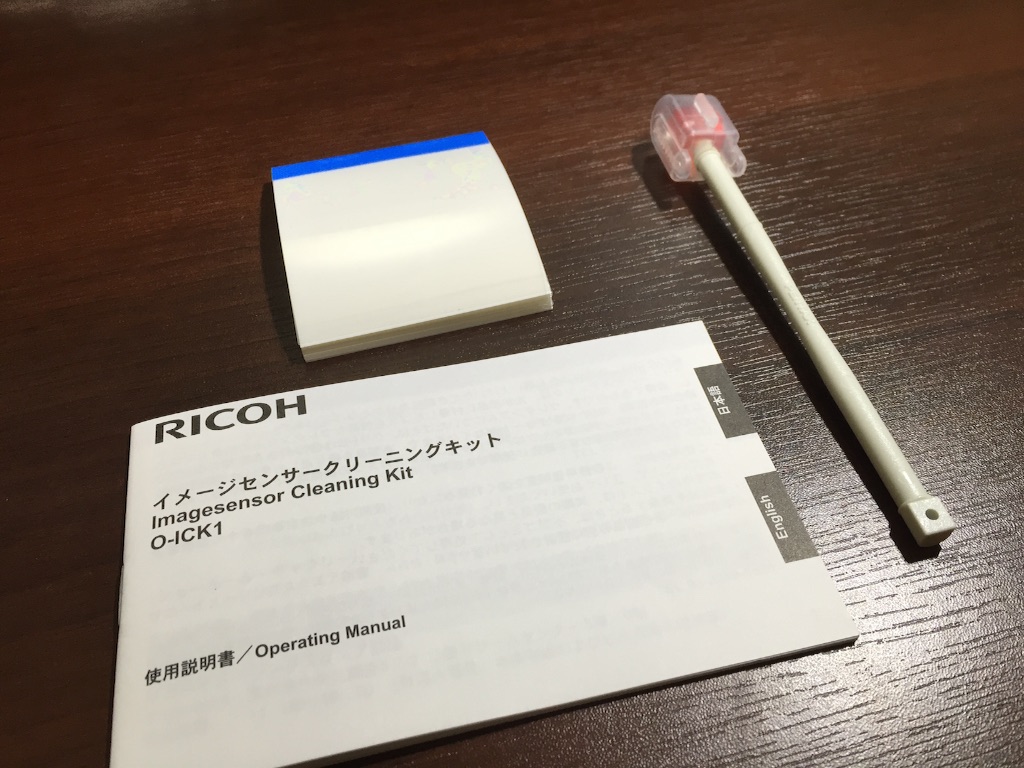 RICOH
イメージセンサークリーニングキット
Imagesensor Cleaning Kit
O-ICK1
使用説明書／Operating Manual
日本語
English